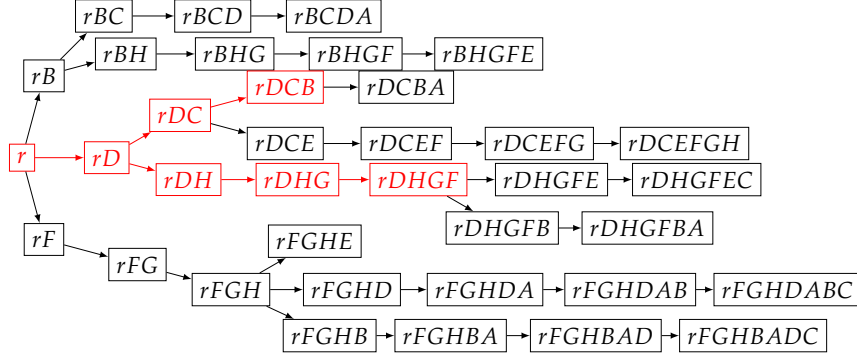 rBC rBCD rBCDA
rBH rBHG rBHGF rBHGFE
rB
rDCB rDCBA
rDC
rDCE rDCEF rDCEFG rDCEFGH
r rD
rDH rDHG rDHGF rDHGFE rDHGFEC
rDHGFB rDHGFBA
rF
rFGHE
rFG
rFGH rFGHD rFGHDA rFGHDAB rFGHDABC
rFGHB rFGHBA rFGHBAD rFGHBADC